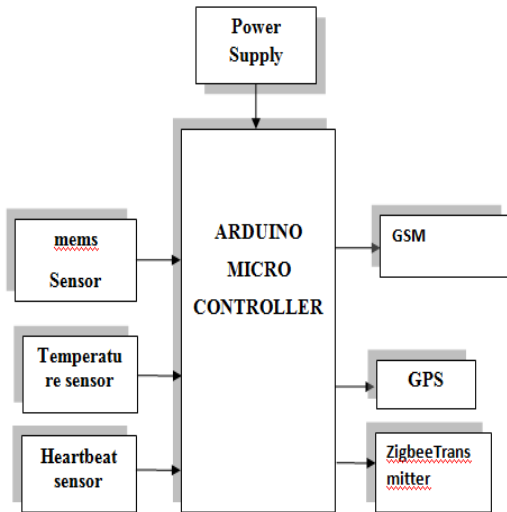 Power
Supply
ARDUINO
MICRO
CONTROLLER
mems
Sensor
Temperatu
re sensor
Heartbeat
sensor
GSM
GPS
ZigbeeTrans
mitter